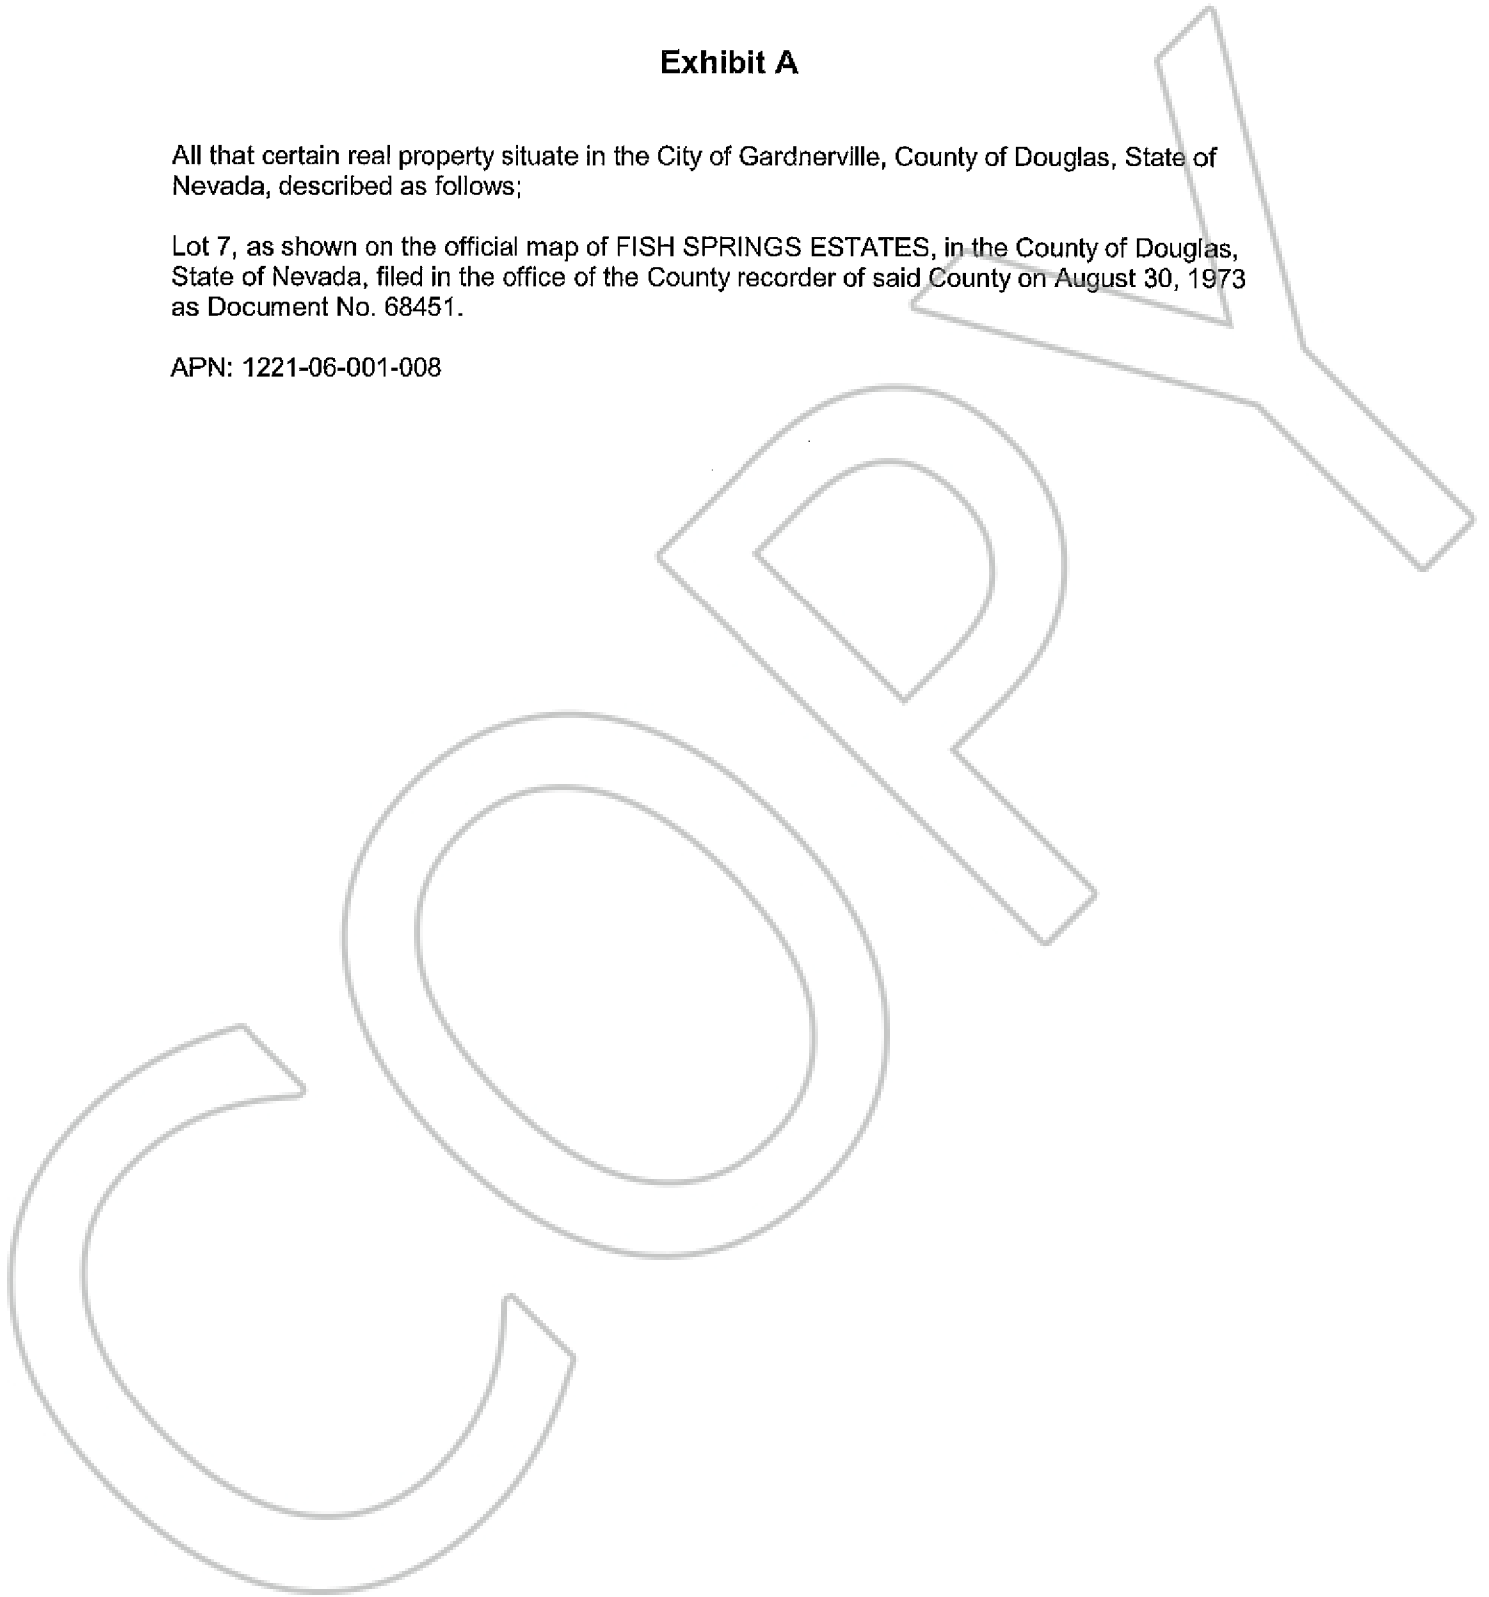 Exhibit A
All that certain real property situate in the City of Gardnerville, County of Douglas, State of
Nevada, described as follows;
Lot 7, as shown on the official map of FISH SPRINGS ESTATES, in the County of Douglas,
State of Nevada, filed in the office of the County recorder of said County on August 30, 1973
as Document No. 68451.
APN: 1221-06-001-008
COPY